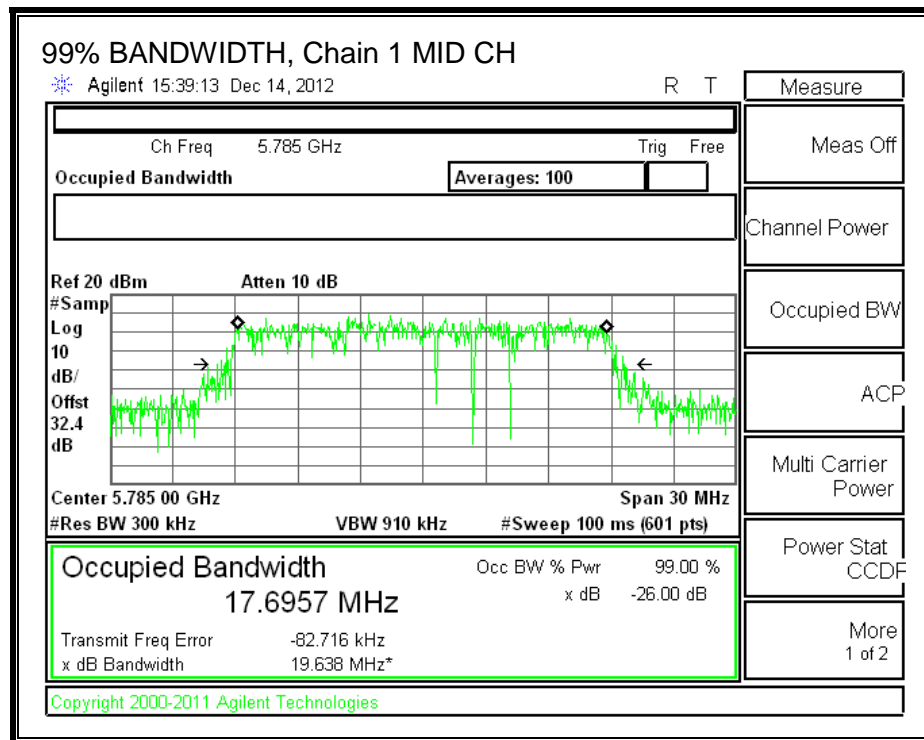 99% BANDWIDTH, Chain 1 MID CH
Agilent 15:39:13 Dec 14, 2012 R T
Measure
Ch Freq 5.785 GHz Trig Free
Meas Off
Occupied Bandwidth Averages: 100
Channel Power
Ref 20 dBm Atten 10 dB
#Samp
Log
10
dB/
Offst
32.4
dB
Occupied BW
ACP
Multi Carrier
Power
Center 5.785 00 GHz Span 30 MHz
#Res BW 300 kHz VBW 910 kHz #Sweep 100 ms (601 pts)
Power Stat
CCDF
Occupied Bandwidth Occ BW % Pwr 99.00 %
17.6957 MHz x dB -26.00 dB
Transmit Freq Error -82.716 kHz
x dB Bandwidth 19.638 MHz*
More
1 of 2
Copyright 2000-2011 Agilent Technologies